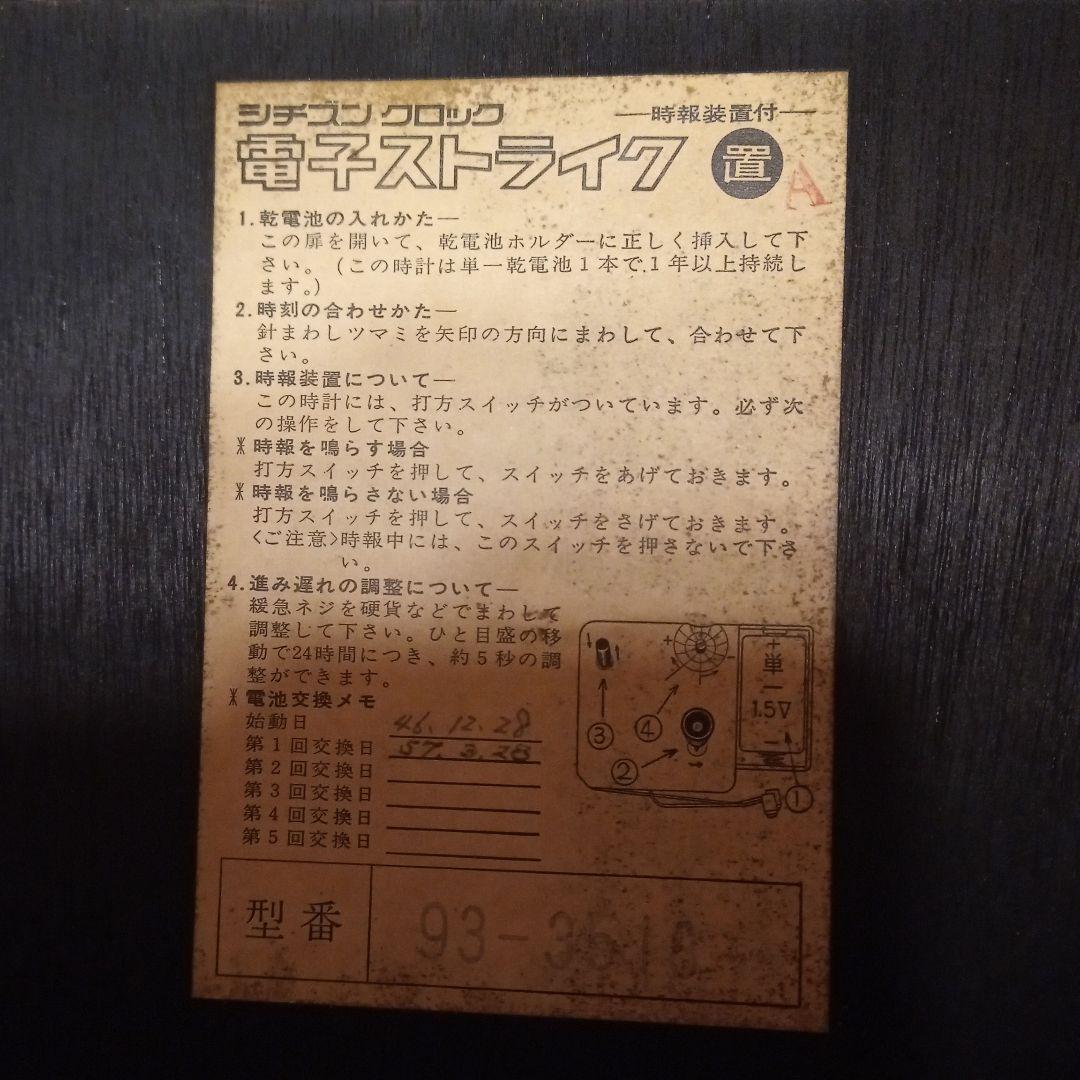 シチズン クロック
―時報装置付―
電子ストライク 置 A
1.乾電池の入れかた―
この扉を開いて、乾電池ホルダーに正しく挿入して下
さい。(この時計は単一乾電池1本で1年以上持続し
ます。)
2.時刻の合わせかた―
針まわしツマミを矢印の方向にまわして、合わせて下
さい。
3.時報装置について―
この時計には、打方スイッチがついています。必ず次
の操作をして下さい。
※時報を鳴らす場合
打方スイッチを押して、スイッチをあげておきます。
※時報を鳴らさない場合
打方スイッチを押して、スイッチをさげておきます。
〈ご注意〉時報中には、このスイッチを押さないで下さ
い。
4.進み遅れの調整について―
緩急ネジを硬貨などでまわして
調整して下さい。ひと目盛の移
動で24時間につき、約5秒の調
整ができます。
※電池交換メモ
始動日 46.12.28
第1回交換日 57.3.28
第2回交換日
第3回交換日
第4回交換日
第5回交換日
+ −
+
単
一
1.5V
−
③ ④
②
①
型番 93-3510